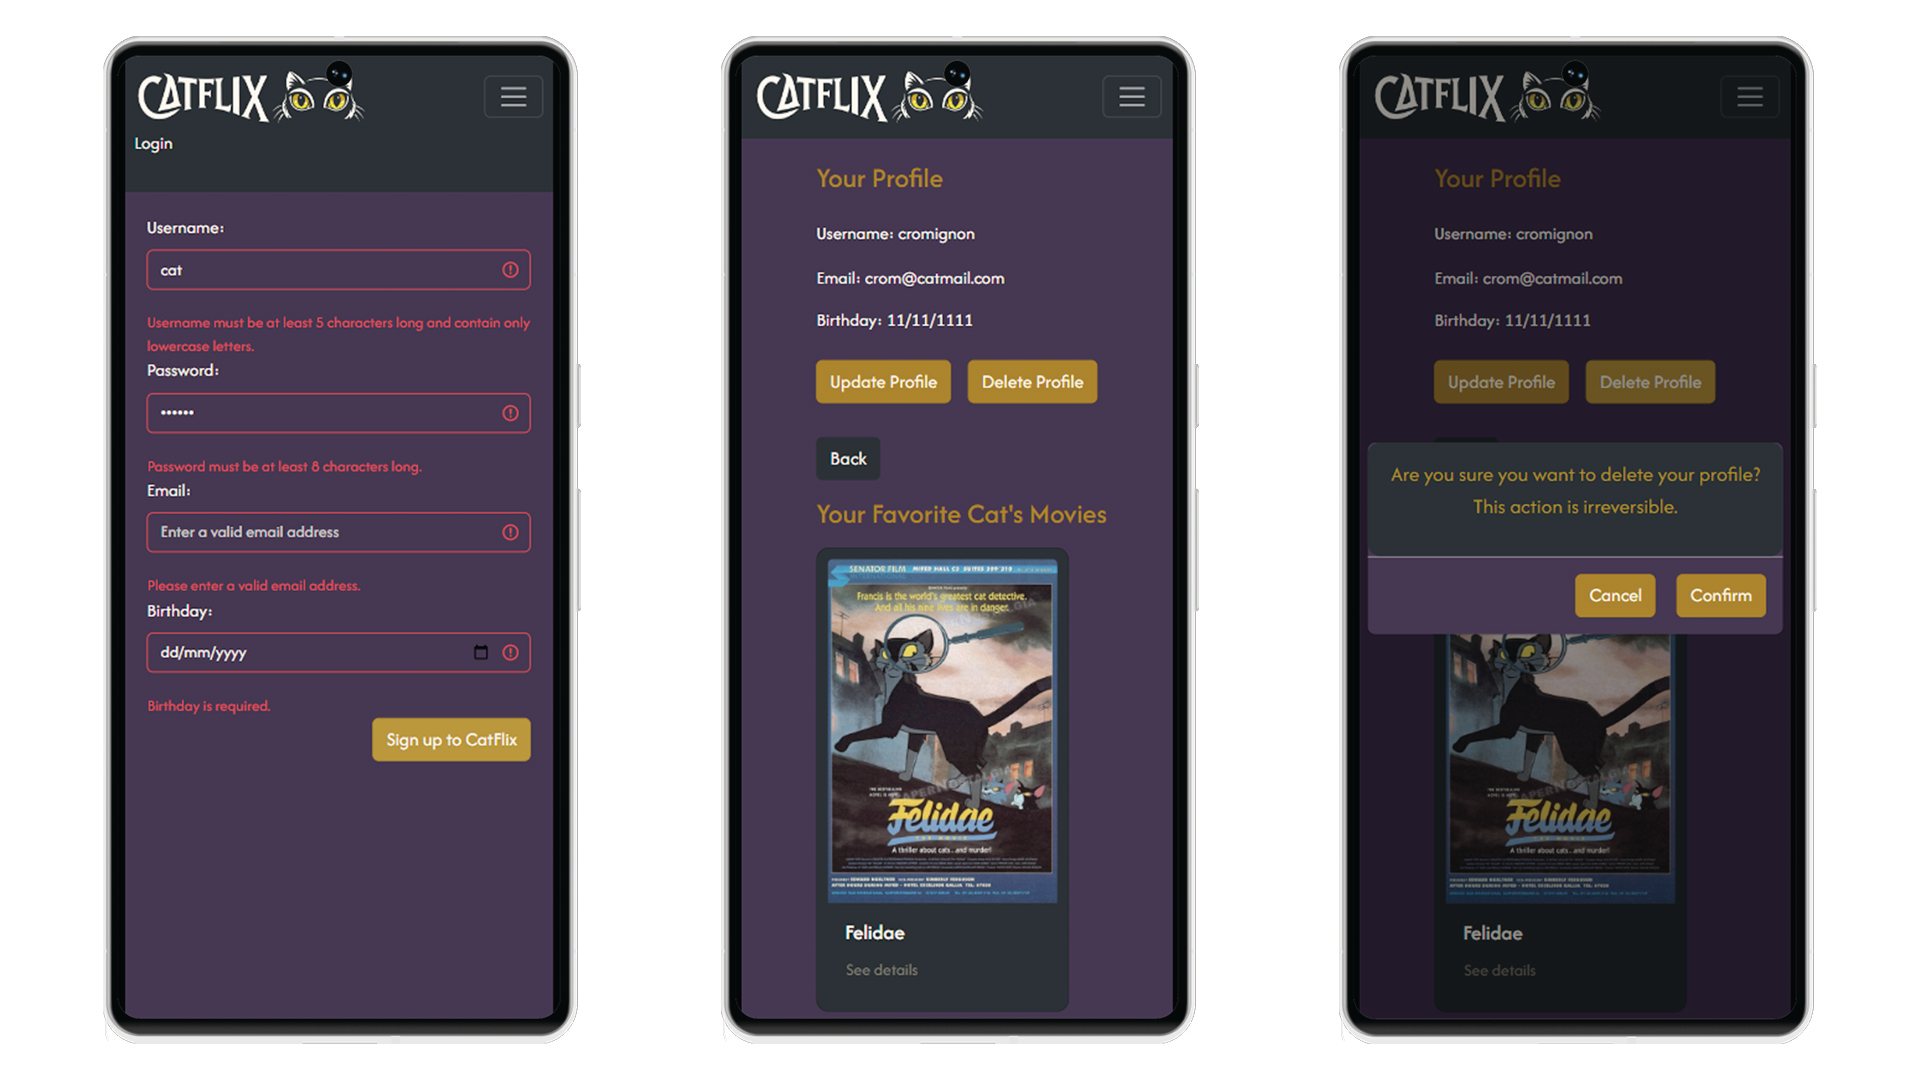 CATFLIX
Login
Username:
cat
Username must be at least 5 characters long and contain only
lowercase letters.
Password:
••••••
Password must be at least 8 characters long.
Email:
Enter a valid email address
Please enter a valid email address.
Birthday:
dd/mm/yyyy
Birthday is required.
Sign up to CatFlix
CATFLIX
Your Profile
Username: cromignon
Email: crom@catmail.com
Birthday: 11/11/1111
Update Profile
Delete Profile
Back
Your Favorite Cat's Movies
SENATOR FILM
INTERNATIONAL
Francis is the world's greatest cat detective.
And all his nine lives are in danger.
Felidae
A thriller about cats...and murder!
Felidae
See details
CATFLIX
Your Profile
Username: cromignon
Email: crom@catmail.com
Birthday: 11/11/1111
Update Profile
Delete Profile
Are you sure you want to delete your profile?
This action is irreversible.
Cancel
Confirm
Felidae
A thriller about cats...and murder!
Felidae
See details